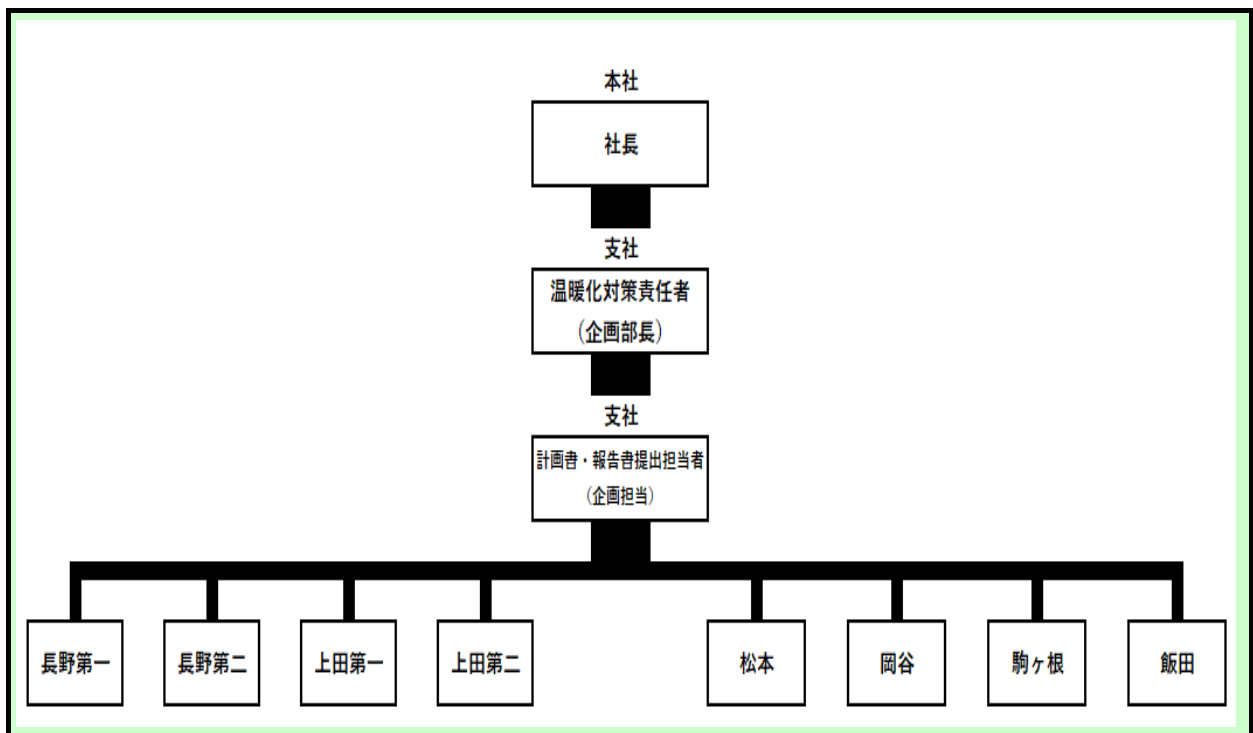 本社
社長
支社
温暖化対策責任者
（企画部長）
支社
計画書・報告書提出担当者
（企画担当）
長野第一
長野第二
上田第一
上田第二
松本
岡谷
駒ヶ根
飯田